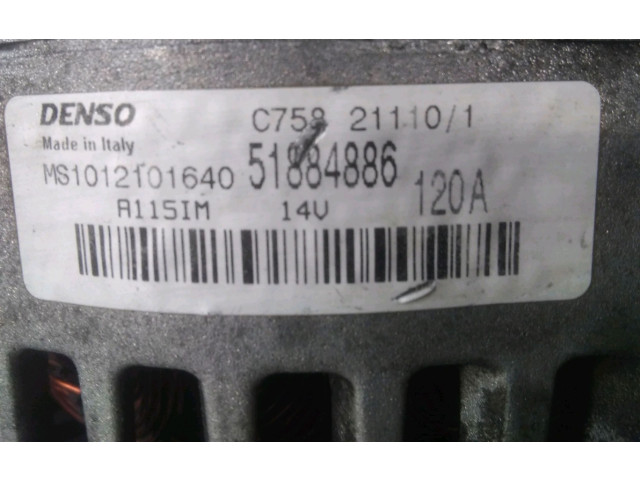 DENSO C758 21110/1
Made in Italy
MS1012101640 51884886
A115IM 14V 120A